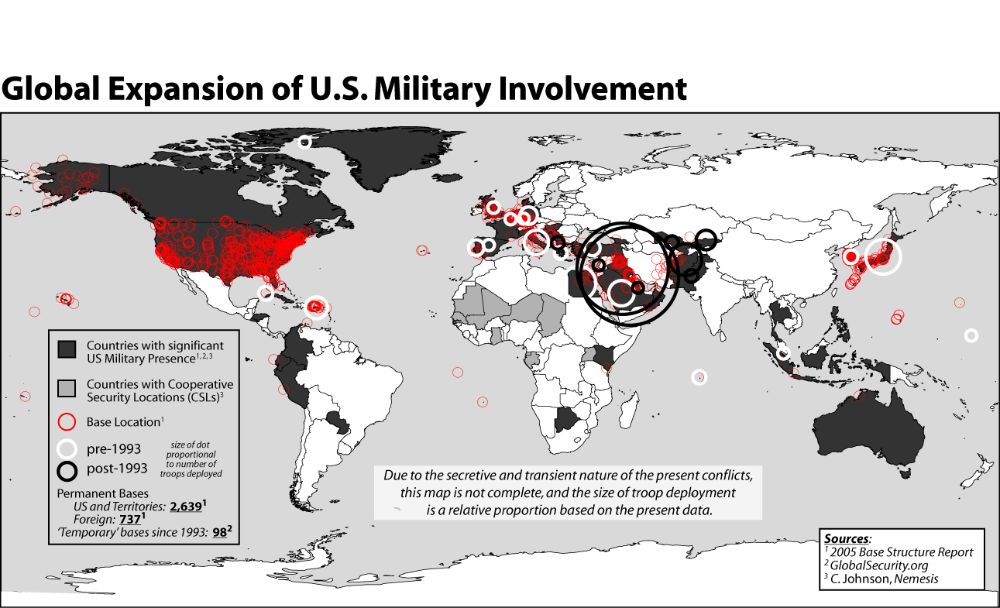 Global Expansion of U.S. Military Involvement
Countries with significant
US Military Presence1,2,3
Countries with Cooperative
Security Locations (CSLs)3
Base Location1
pre-1993
post-1993
size of dot
proportional
to number of
troops deployed
Permanent Bases
US and Territories: 2,6391
Foreign: 7371
‘Temporary’ bases since 1993: 982
Due to the secretive and transient nature of the present conflicts,
this map is not complete, and the size of troop deployment
is a relative proportion based on the present data.
Sources:
1 2005 Base Structure Report
2 GlobalSecurity.org
3 C. Johnson, Nemesis